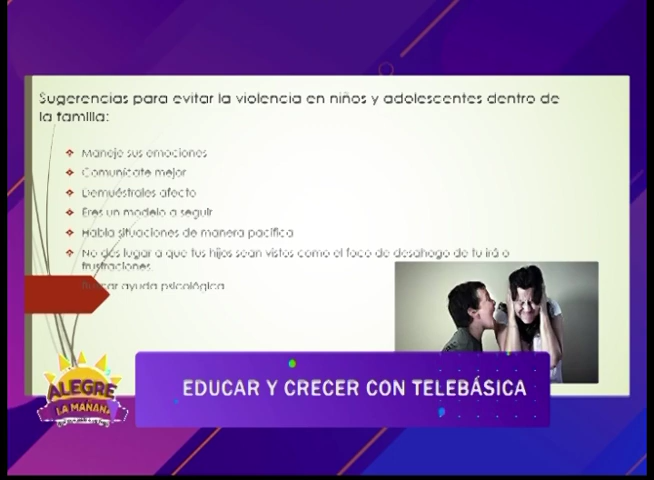 Sugerencias para evitar la violencia en niños y adolescentes dentro de
la familia:
Maneje sus emociones
Comunícate mejor
Demuéstrales afecto
Eres un modelo a seguir
Habla situaciones de manera pacífica
No des lugar a que tus hijos sean vistos como el foco de desahogo de tu ira o
frustraciones
Buscar ayuda psicológica
ALEGRE
LA MAÑANA
EDUCAR Y CRECER CON TELEBÁSICA